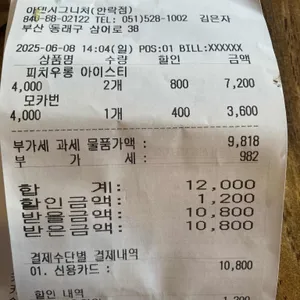 아덴시그니처(안락점)
840-68-02122 TEL: 051)528-1002 김은자
부산 동래구 삼어로 38
2025-06-08 14:04(일) POS:01 BILL:XXXXXX
상품명 수량 할인 금액
피치우롱 아이스티
4,000 2개 800 7,200
모카번
4,000 1개 400 3,600
부가세 과세 물품가액: 9,818
부 가 세: 982
합 계: 12,000
할인금액: 1,200
받을금액: 10,800
받은금액: 10,800
결제수단별 결제내역
01. 신용카드: 10,800
할인 내역
1,200